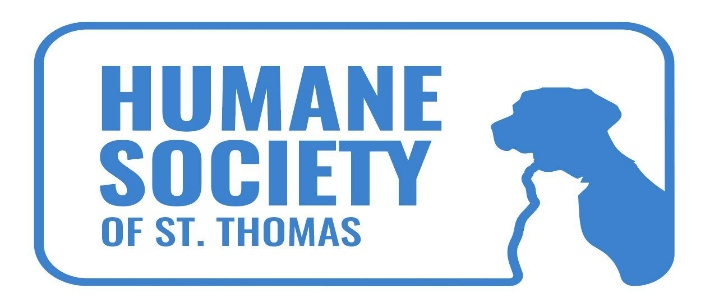 HUMANE
SOCIETY
OF ST. THOMAS